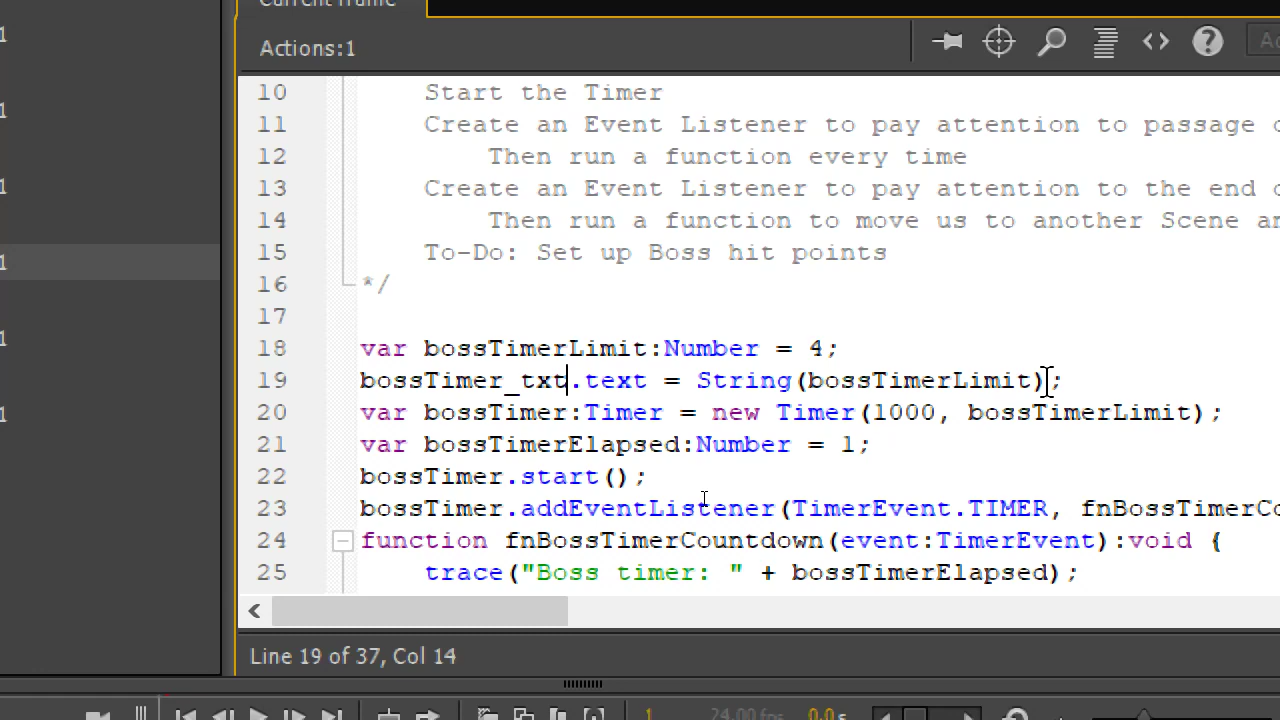 Current frame
Actions:1
10 Start the Timer
11 Create an Event Listener to pay attention to passage
12 Then run a function every time
13 Create an Event Listener to pay attention to the end
14 Then run a function to move us to another Scene
15 To-Do: Set up Boss hit points
16 */
17
18 var bossTimerLimit:Number = 4;
19 bossTimer_txt.text = String(bossTimerLimit);
20 var bossTimer:Timer = new Timer(1000, bossTimerLimit);
21 var bossTimerElapsed:Number = 1;
22 bossTimer.start();
23 bossTimer.addEventListener(TimerEvent.TIMER, fnBossTimerCo
24 function fnBossTimerCountdown(event:TimerEvent):void {
25 trace("Boss timer: " + bossTimerElapsed);
Line 19 of 37, Col 14
1 24.00 fps 0.0s